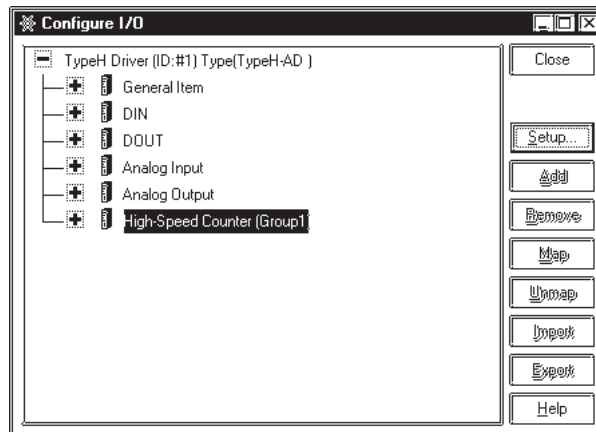 Configure I/O
TypeH Driver (ID:#1) Type(TypeH-AD )
General Item
DIN
DOUT
Analog Input
Analog Output
High-Speed Counter (Group1)
Close
Setup...
Add
Remove
Map
Unmap
Import
Export
Help